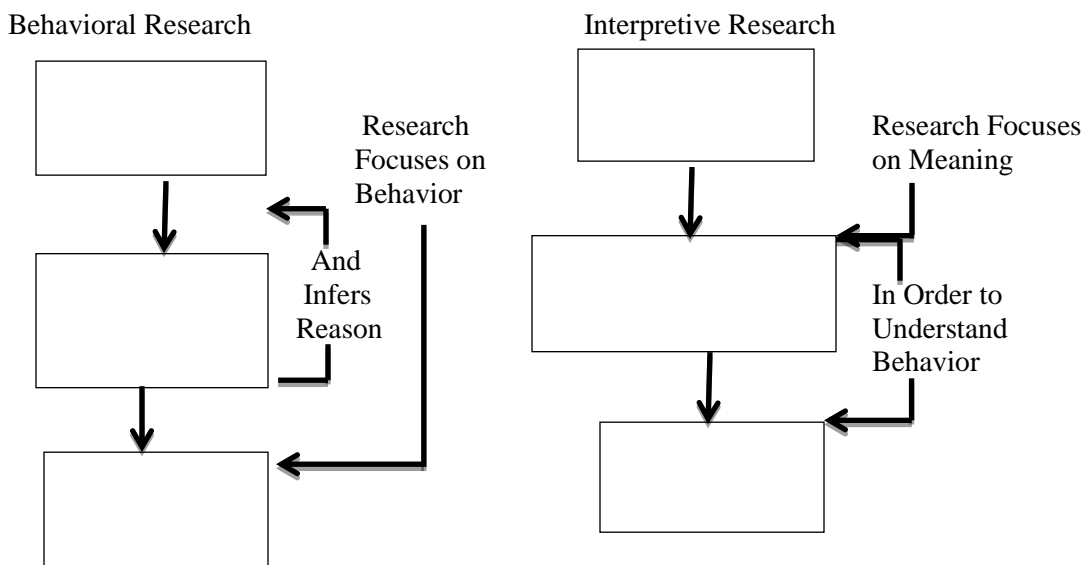 Behavioral Research
Research
Focuses on
Behavior
And
Infers
Reason
Interpretive Research
Research Focuses
on Meaning
In Order to
Understand
Behavior